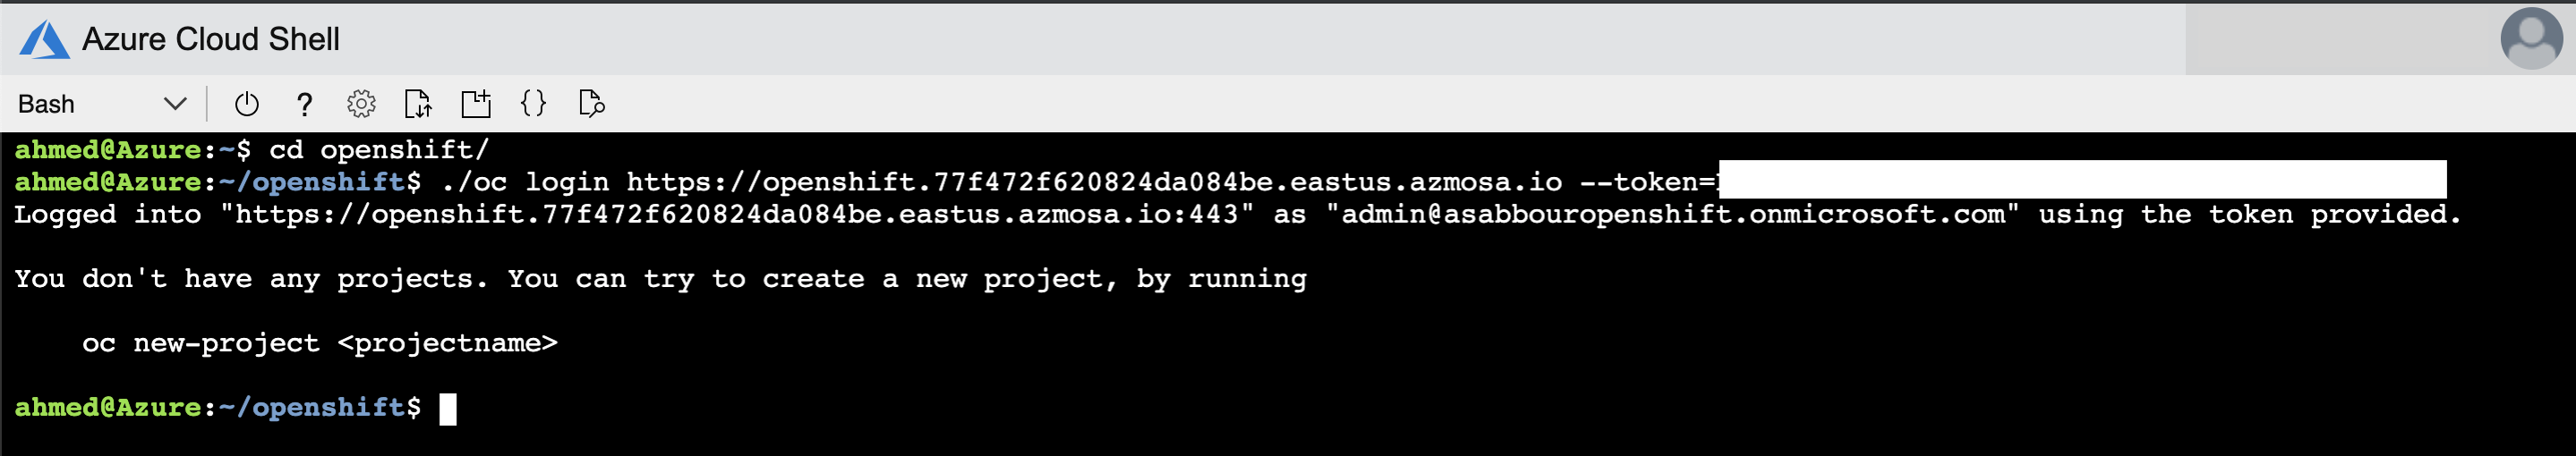 Azure Cloud Shell
Bash
ahmed@Azure:~$ cd openshift/
ahmed@Azure:~/openshift$ ./oc login https://openshift.77f472f620824da084be.eastus.azmosa.io --token=
Logged into "https://openshift.77f472f620824da084be.eastus.azmosa.io:443" as "admin@asabbouropenshift.onmicrosoft.com" using the token provided.
You don't have any projects. You can try to create a new project, by running
oc new-project <projectname>
ahmed@Azure:~/openshift$